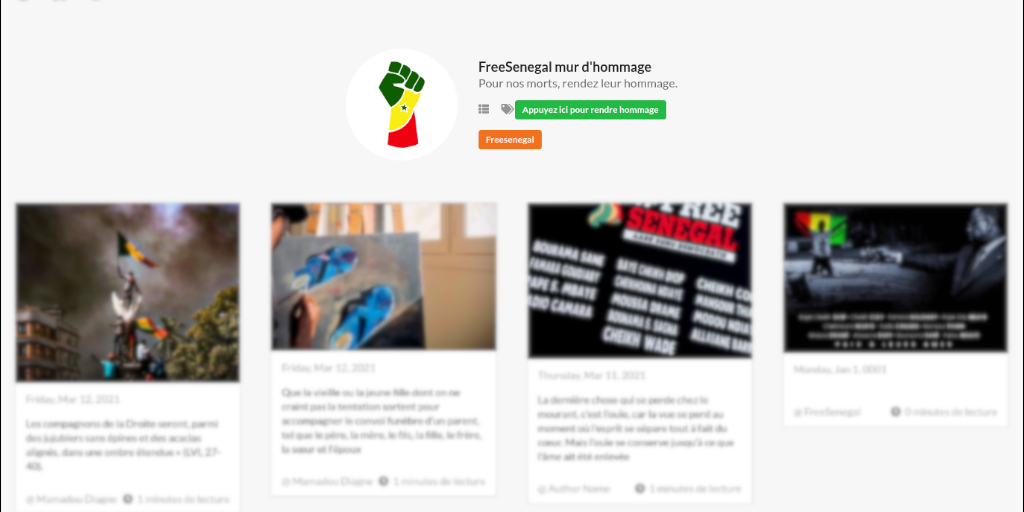 FreeSenegal mur d'hommage
Pour nos morts, rendez leur hommage.
Appuyez ici pour rendre hommage
Freesenegal
FREE
SENEGAL
CHEIKH WADE
Friday, Mar 12, 2021
Les compagnons de la Droite seront, parmi
des jujubiers sans épines et des acacias
alignés, dans une ombre étendue « (LVI, 27-
40).
@ Mamadou Diagne 1 minutes de lecture
Friday, Mar 12, 2021
Que la vieille ou la jeune fille dont on ne
craint pas la tentation sortent pour
accompagner le convoi funèbre d'un parent,
tel que le père, la mère, le fils, la fille, le frère,
la sœur et l'époux
@ Mamadou Diagne 1 minutes de lecture
Thursday, Mar 11, 2021
La dernière chose qui se perde chez le
mourant, c'est l'ouïe, car la vue se perd au
moment où l'esprit se sépare tout à fait du
cœur. Mais l'ouïe se conserve jusqu'à ce que
l'âme ait été enlevée
@ Author Name 1 minutes de lecture
Monday, Jan 1, 0001
@ FreeSenegal 0 minutes de lecture